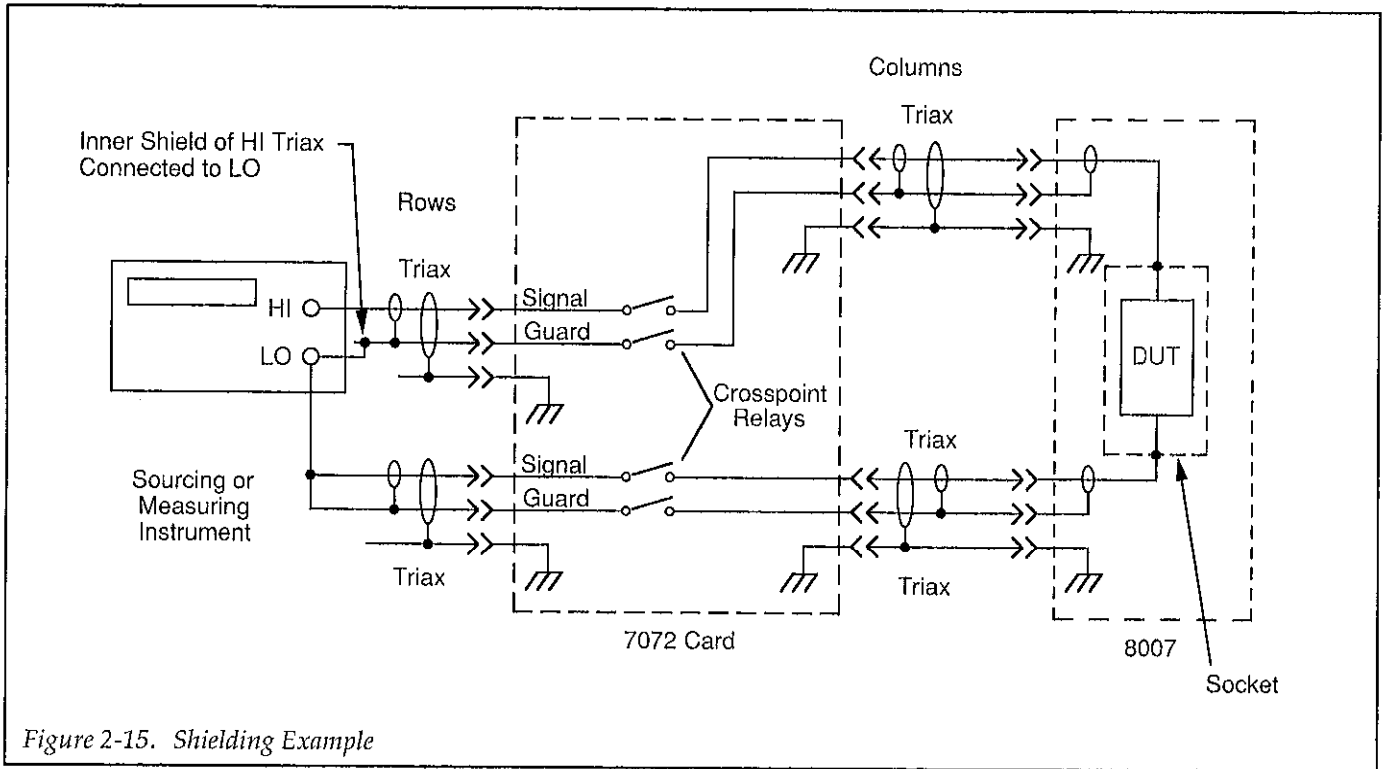 Columns
Triax
Inner Shield of HI Triax
Connected to LO
Rows
Triax
HI
LO
Signal
Guard
Crosspoint
Relays
DUT
Sourcing or
Measuring
Instrument
Signal
Guard
Triax
Triax
Triax
7072 Card
8007
Socket
Figure 2-15. Shielding Example